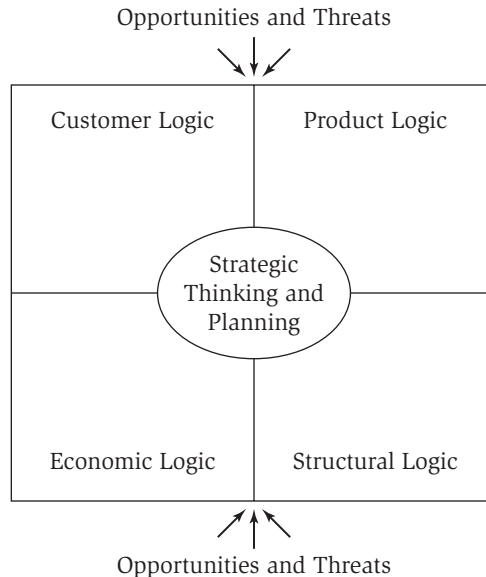 Opportunities and Threats
Customer Logic
Product Logic
Strategic
Thinking and
Planning
Economic Logic
Structural Logic
Opportunities and Threats